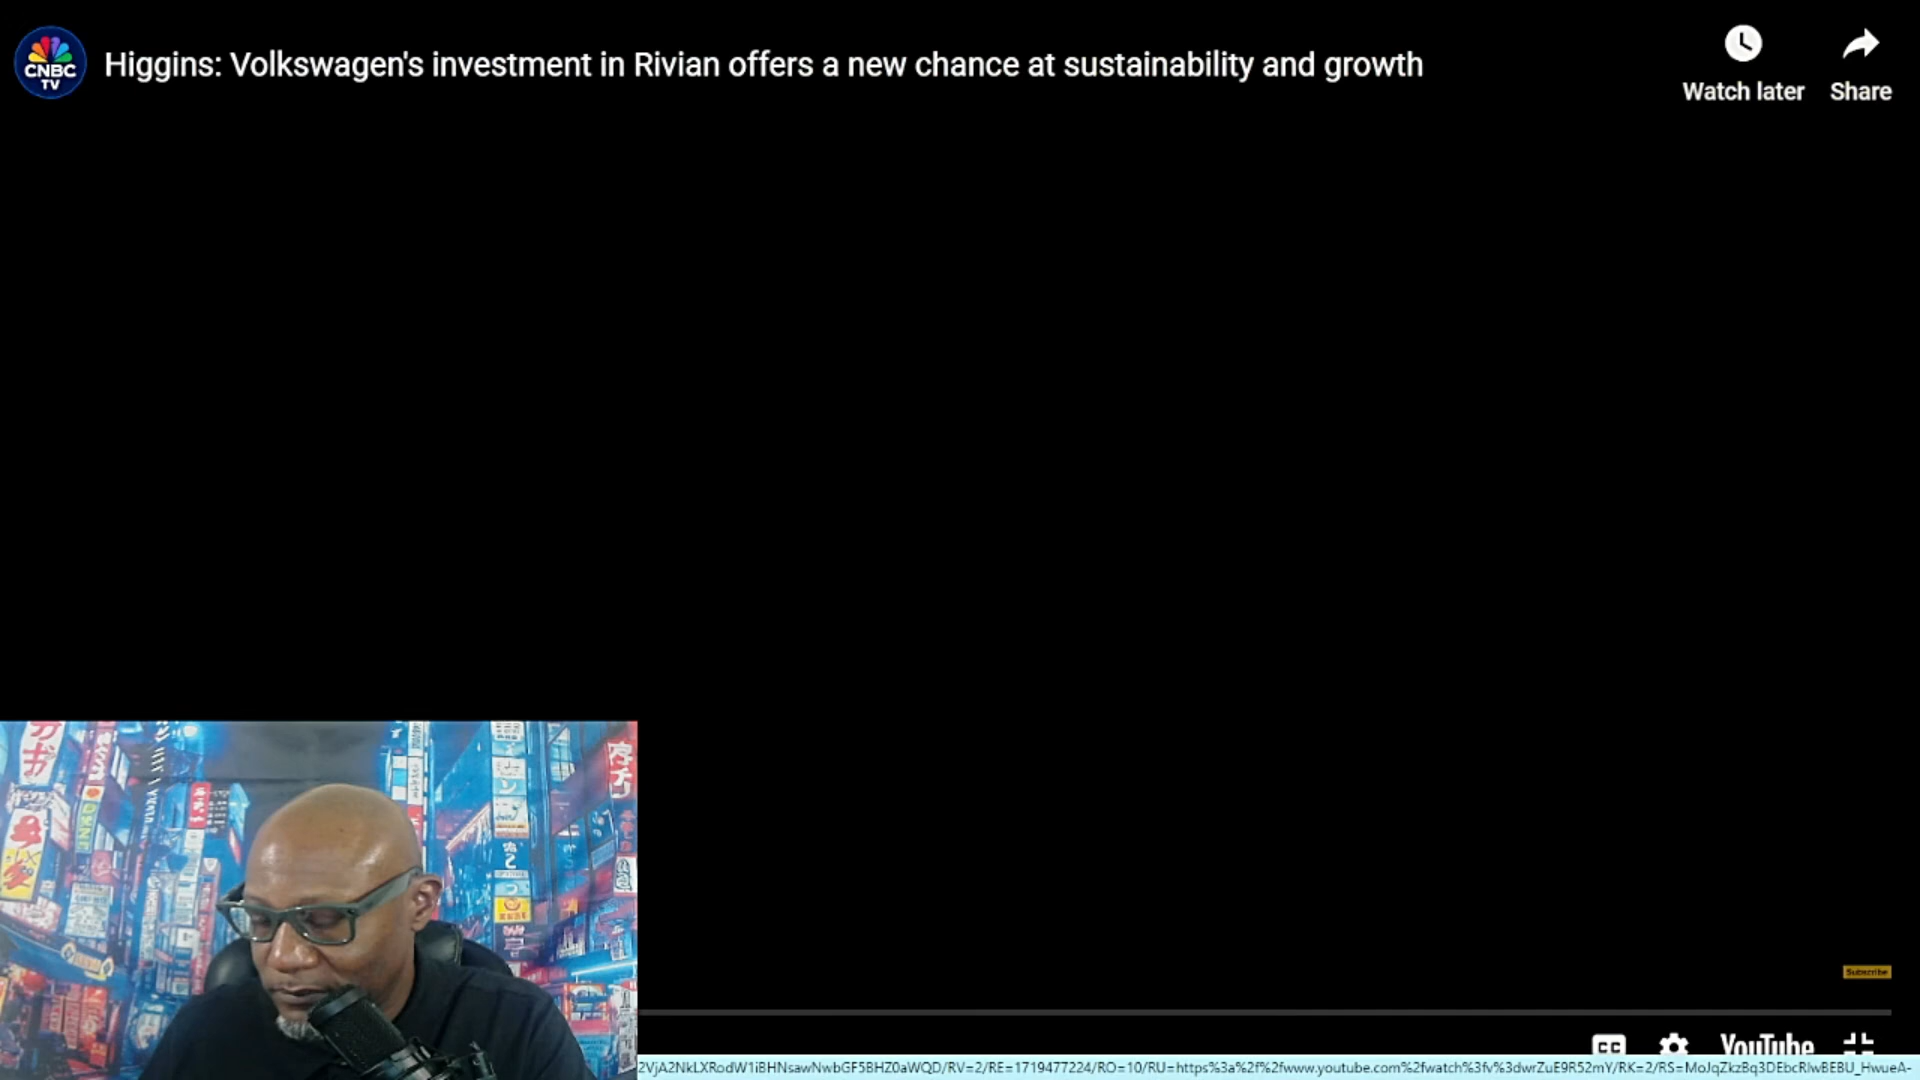 CNBC
TV
Higgins: Volkswagen's investment in Rivian offers a new chance at sustainability and growth
Watch later
Share
Subscribe
CC
YouTube
2VjA2NkLXRodW1iBHNsawNwbGF5BHZ0aWQD/RV=2/RE=1719477224/RO=10/RU=https%3a%2f%2fwww.youtube.com%2fwatch%3fv%3dwrZuE9R52mY/RK=2/RS=MoJqZkzBq3DEbcRlwBEBU_HwueA-